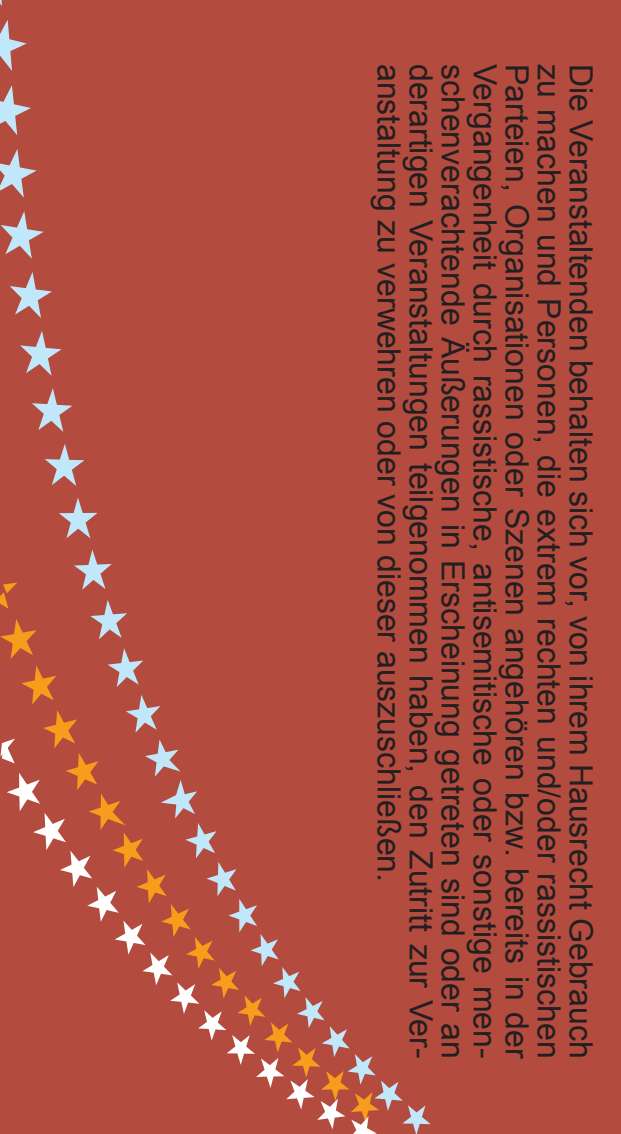 Die Veranstaltenden behalten sich vor, von ihrem Hausrecht Gebrauch
zu machen und Personen, die extrem rechten und/oder rassistischen
Parteien, Organisationen oder Szenen angehören bzw. bereits in der
Vergangenheit durch rassistische, antisemitische oder sonstige men-
schenverachtende Äußerungen in Erscheinung getreten sind oder an
derartigen Veranstaltungen teilgenommen haben, den Zutritt zur Ver-
anstaltung zu verwehren oder von dieser auszuschließen.